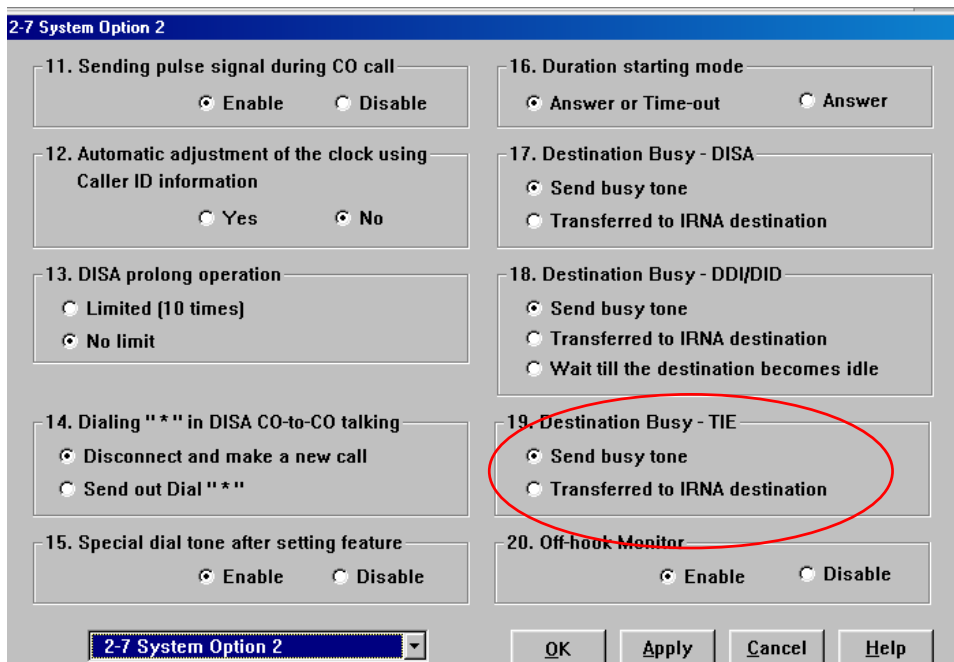 2-7 System Option 2
11. Sending pulse signal during CO call
Enable Disable
12. Automatic adjustment of the clock using
Caller ID information
Yes No
13. DISA prolong operation
Limited (10 times)
No limit
14. Dialing "*" in DISA CO-to-CO talking
Disconnect and make a new call
Send out Dial "*"
15. Special dial tone after setting feature
Enable Disable
16. Duration starting mode
Answer or Time-out Answer
17. Destination Busy - DISA
Send busy tone
Transferred to IRNA destination
18. Destination Busy - DDI/DID
Send busy tone
Transferred to IRNA destination
Wait till the destination becomes idle
19. Destination Busy - TIE
Send busy tone
Transferred to IRNA destination
20. Off-hook Monitor
Enable Disable
2-7 System Option 2
OK Apply Cancel Help